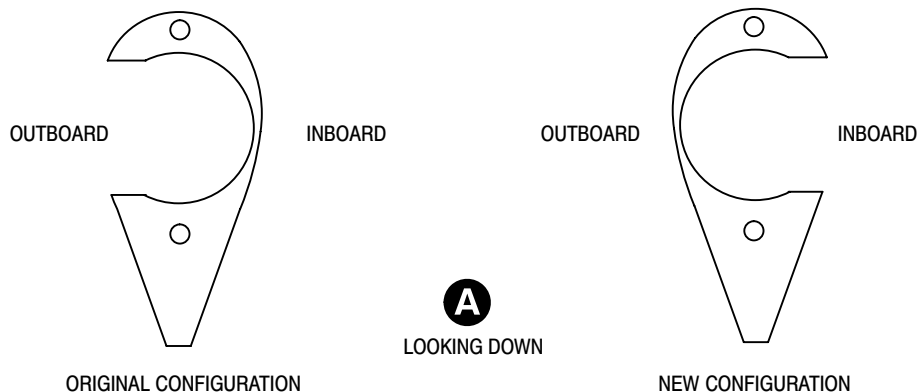 OUTBOARD
INBOARD
OUTBOARD
INBOARD
A
LOOKING DOWN
ORIGINAL CONFIGURATION
NEW CONFIGURATION